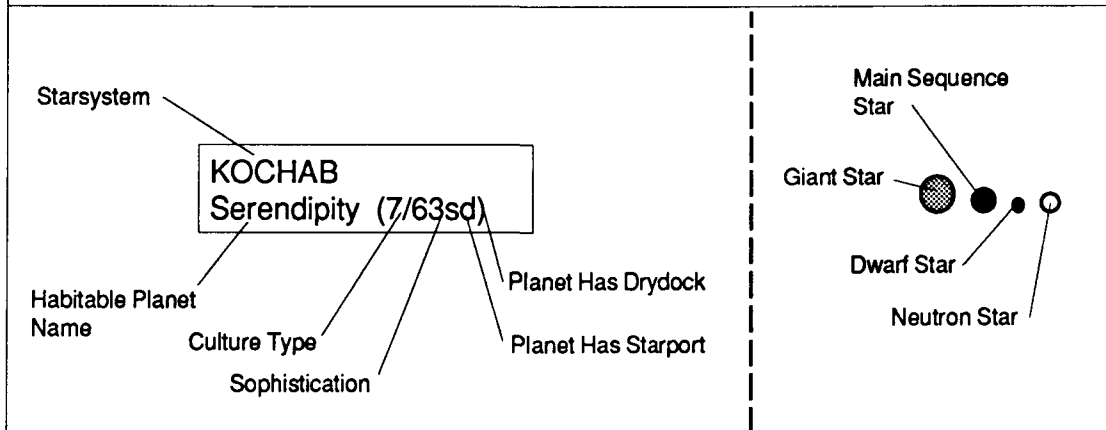 Starsystem
KOCHAB
Serendipity (7/63sd)
Habitable Planet
Name
Culture Type
Sophistication
Planet Has Drydock
Planet Has Starport
Main Sequence
Star
Giant Star
Dwarf Star
Neutron Star